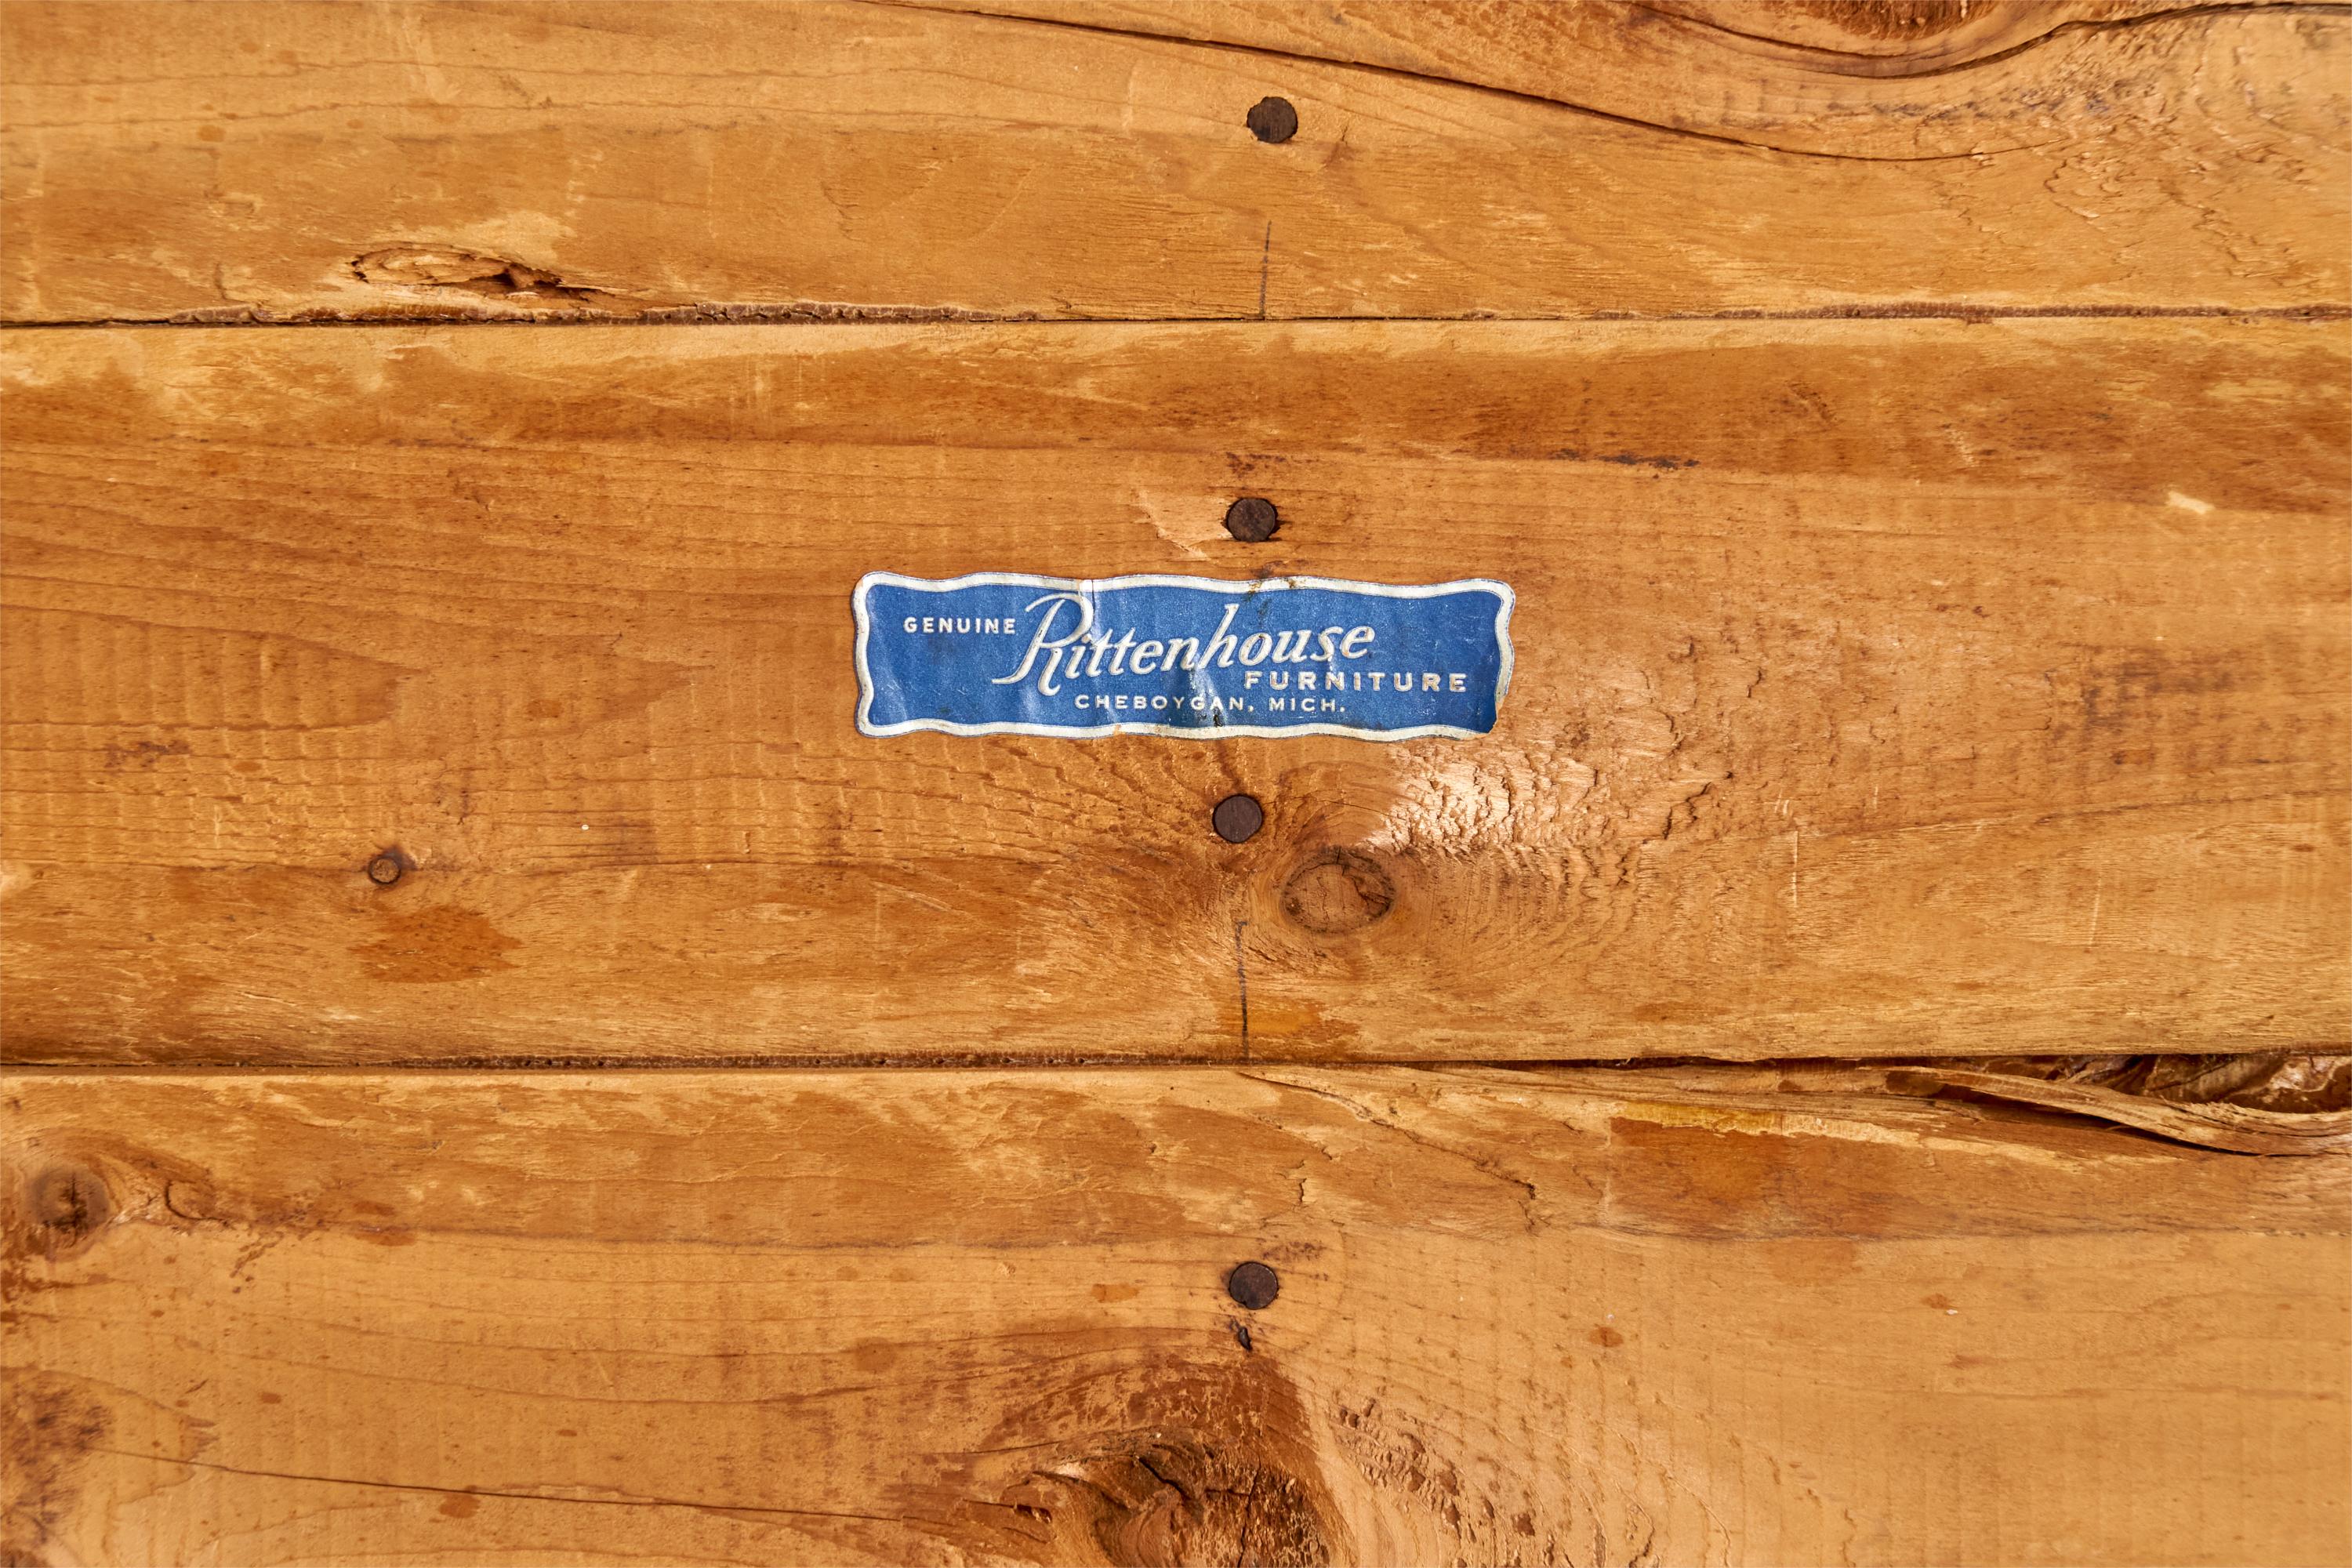 GENUINE Rittenhouse
FURNITURE
CHEBOYGAN, MICH.